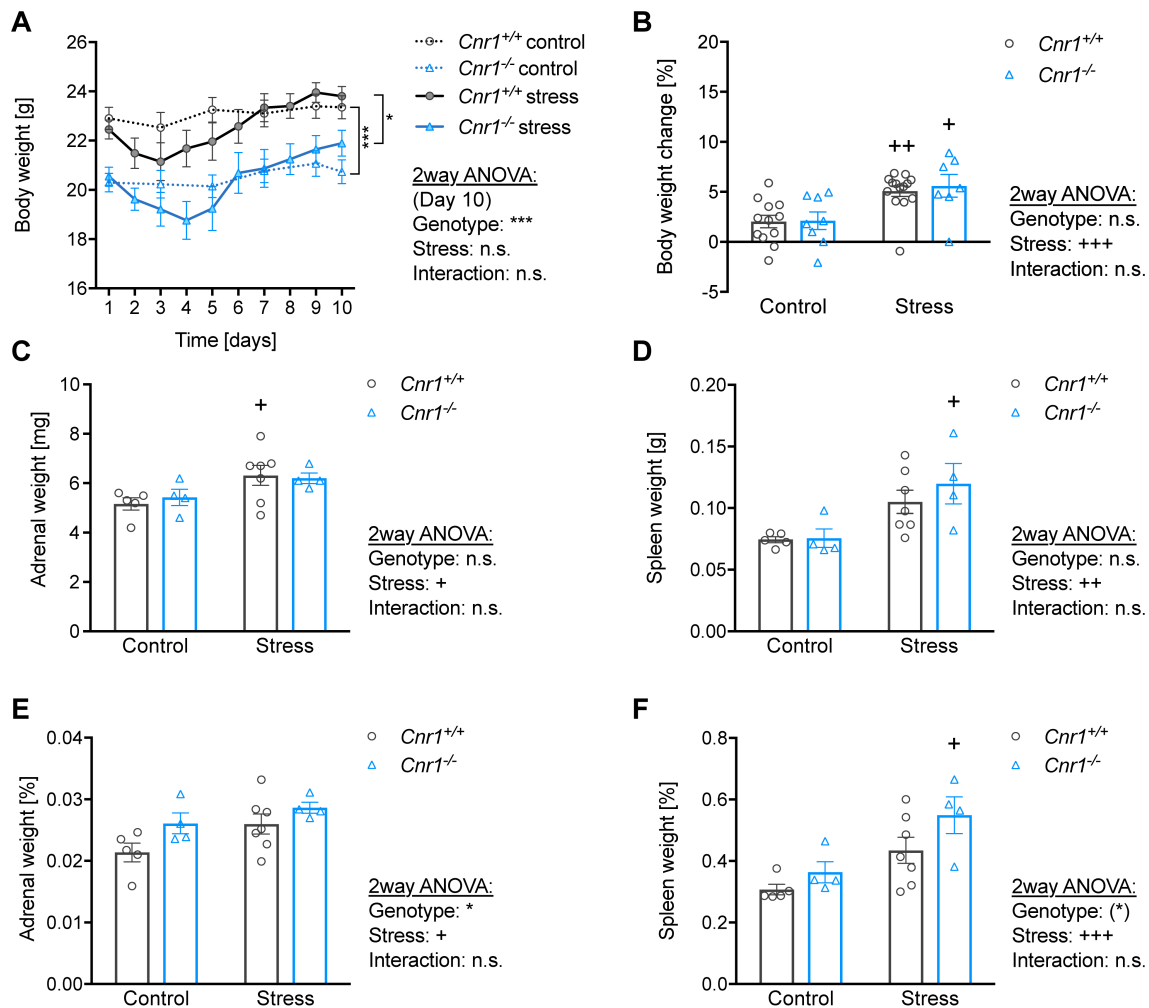 A
Body weight [g]
26
24
22
20
18
16
1 2 3 4 5 6 7 8 9 10
Time [days]
Cnr1+/+ control
Cnr1-/- control
Cnr1+/+ stress
Cnr1-/- stress
***
*
2way ANOVA:
(Day 10)
Genotype: ***
Stress: n.s.
Interaction: n.s.
B
Body weight change [%]
20
15
10
5
0
-5
++
+
Control Stress
Cnr1+/+
Cnr1-/-
2way ANOVA:
Genotype: n.s.
Stress: +++
Interaction: n.s.
C
Adrenal weight [mg]
10
8
6
4
2
0
+
Control Stress
Cnr1+/+
Cnr1-/-
2way ANOVA:
Genotype: n.s.
Stress: +
Interaction: n.s.
D
Spleen weight [g]
0.20
0.15
0.10
0.05
0.00
+
Control Stress
Cnr1+/+
Cnr1-/-
2way ANOVA:
Genotype: n.s.
Stress: ++
Interaction: n.s.
E
Adrenal weight [%]
0.04
0.03
0.02
0.01
0.00
Control Stress
Cnr1+/+
Cnr1-/-
2way ANOVA:
Genotype: *
Stress: +
Interaction: n.s.
F
Spleen weight [%]
0.8
0.6
0.4
0.2
0.0
+
Control Stress
Cnr1+/+
Cnr1-/-
2way ANOVA:
Genotype: (*)
Stress: +++
Interaction: n.s.